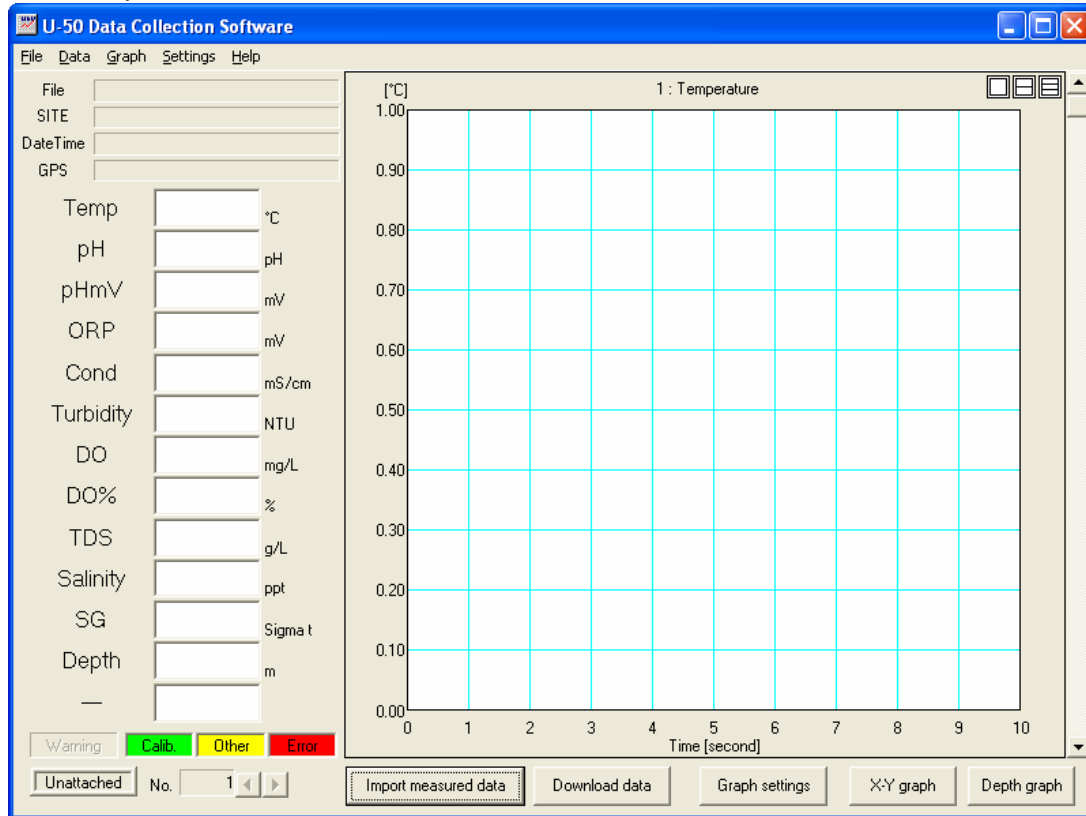 U-50 Data Collection Software
File Data Graph Settings Help
File
SITE
DateTime
GPS
Temp °C
pH pH
pHmV mV
ORP mV
Cond mS/cm
Turbidity NTU
DO mg/L
DO% %
TDS g/L
Salinity ppt
SG Sigma t
Depth m
—
Warning Calib. Other Error
Unattached No. 1
[°C] 1 : Temperature
1.00
0.90
0.80
0.70
0.60
0.50
0.40
0.30
0.20
0.10
0.00
0 1 2 3 4 5 6 7 8 9 10
Time [second]
Import measured data Download data Graph settings X-Y graph Depth graph